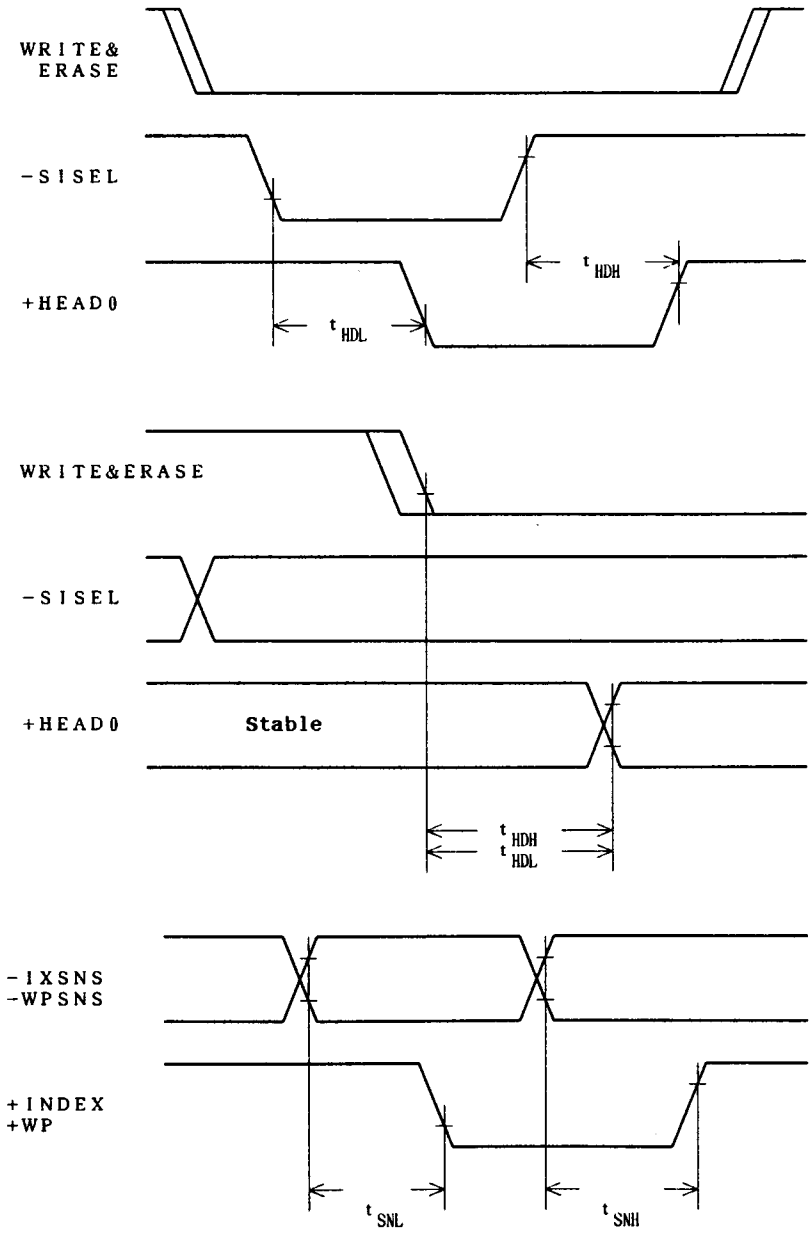 WRITE&
ERASE
-SISEL
t HDH
+HEAD0
t HDL
WRITE&ERASE
-SISEL
+HEAD0
Stable
t HDH
t HDL
-IXSNS
-WPSNS
+INDEX
+WP
t SNL
t SNH